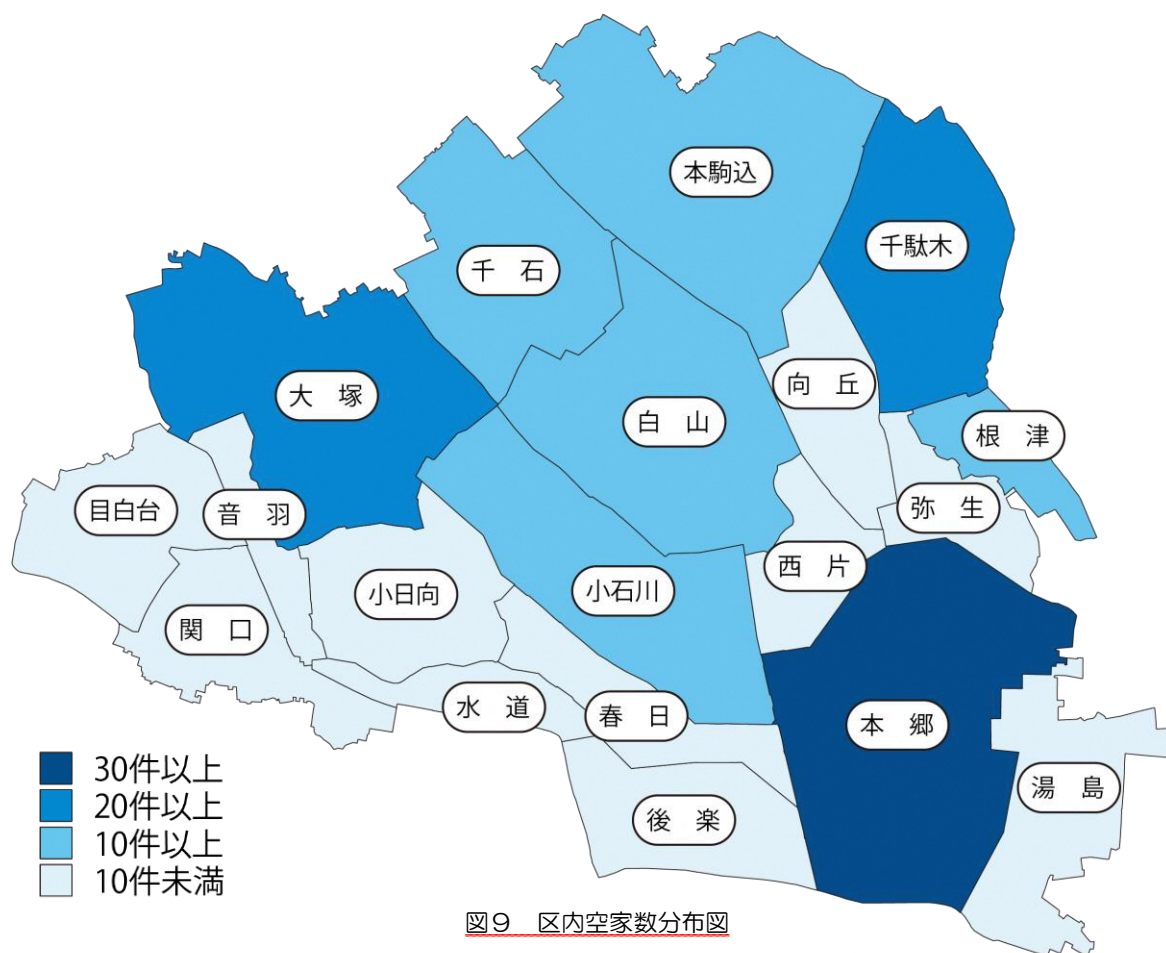 本駒込
千駄木
千　石
向　丘
大　塚
白　山
根　津
目白台
音　羽
弥　生
西　片
小日向
小石川
関　口
水　道
春　日
本　郷
湯　島
後　楽
30件以上
20件以上
10件以上
10件未満
図９　区内空家数分布図